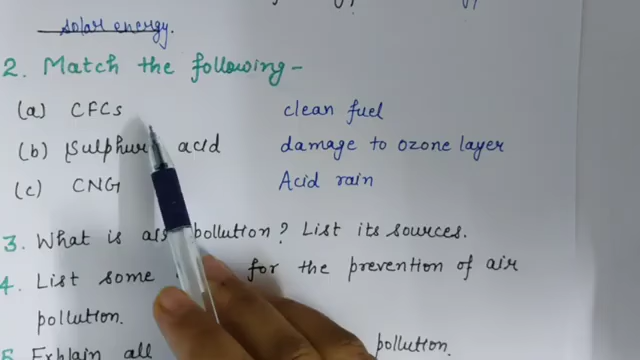 solar energy.
2. Match the following -
(a) CFCs clean fuel
(b) Sulphur acid damage to ozone layer
(c) CNG Acid rain
3. What is air pollution? List its sources.
4. List some for the prevention of air
pollution.
5 Explain all pollution.